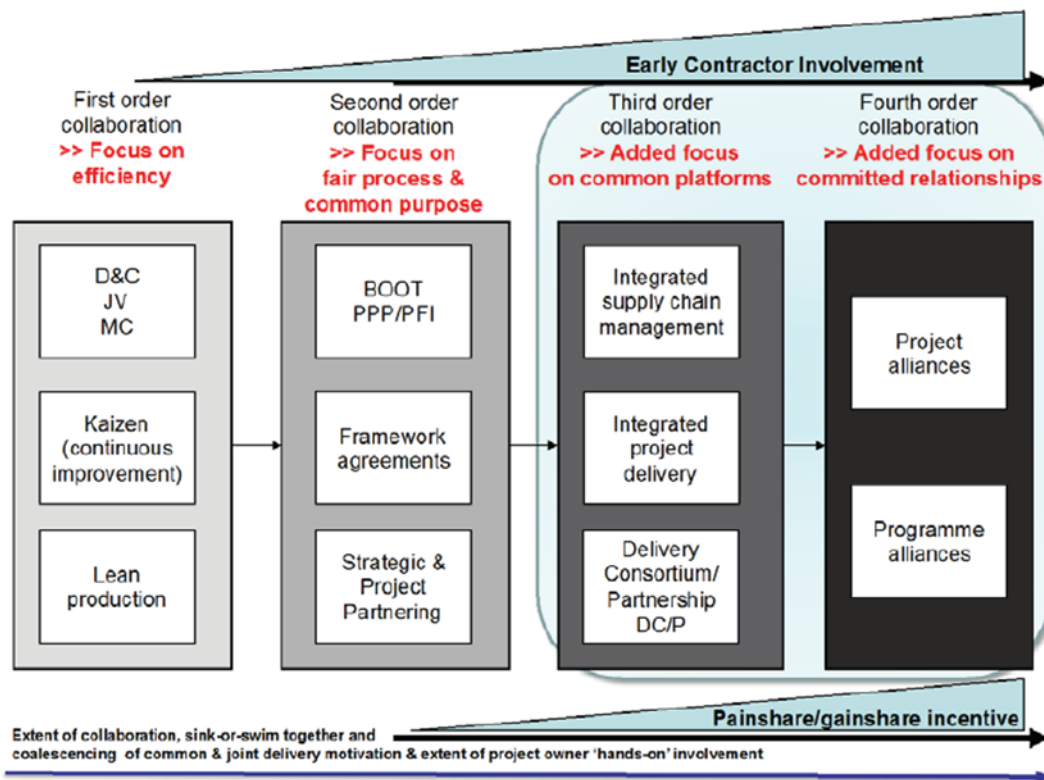 Early Contractor Involvement
First order
collaboration
>> Focus on
efficiency
Second order
collaboration
>> Focus on
fair process &
common purpose
Third order
collaboration
>> Added focus
on common platforms
Fourth order
collaboration
>> Added focus on
committed relationships
D&C
JV
MC
Kaizen
(continuous
improvement)
Lean
production
BOOT
PPP/PFI
Framework
agreements
Strategic &
Project
Partnering
Integrated
supply chain
management
Integrated
project
delivery
Delivery
Consortium/
Partnership
DC/P
Project
alliances
Programme
alliances
Painshare/gainshare incentive
Extent of collaboration, sink-or-swim together and
coalescencing of common & joint delivery motivation & extent of project owner 'hands-on' involvement